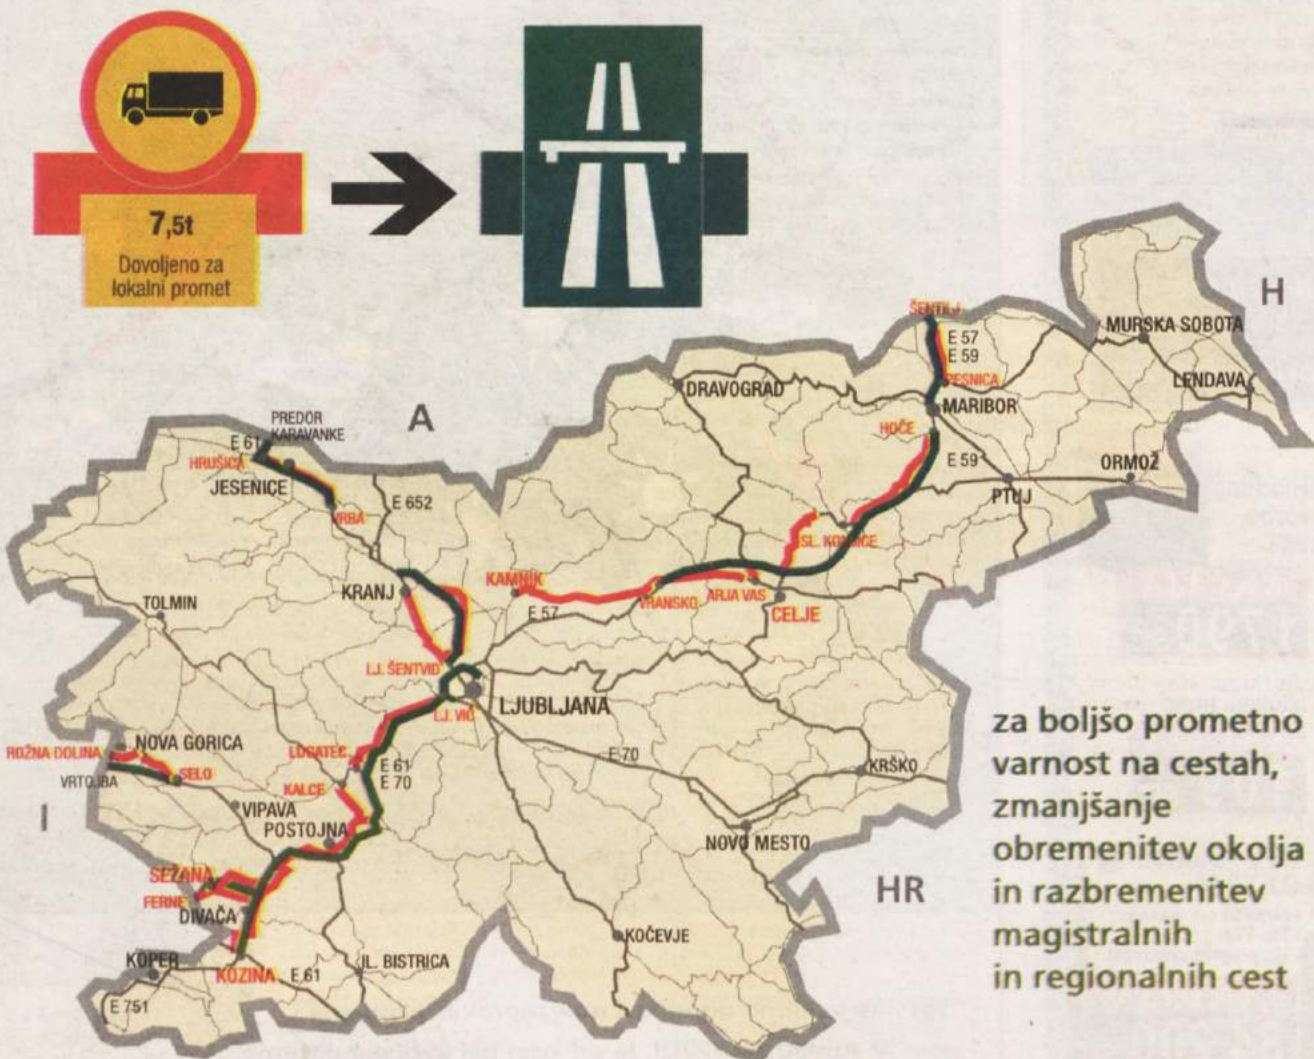 7,5t
Dovoljeno za
lokalni promet
H
A
I
HR
ŠENTILJ
E 57
E 59
PESNICA
MURSKA SOBOTA
LENDAVA
DRAVOGRAD
MARIBOR
HOČE
E 59
PTUJ
ORMOŽ
PREDOR
KARAVANKE
E 61
HRUŠICA
JESENICE
VRBA
E 652
SL. KONJICE
KRANJ
KAMNIK
VRANSKO
ARJA VAS
CELJE
E 57
TOLMIN
LJ. ŠENTVID
LJUBLJANA
LJ. VIČ
ROŽNA DOLINA
NOVA GORICA
VRTOJBA
SELO
LOGATEC
E 61
E 70
KALCE
E 70
KRŠKO
VIPAVA
POSTOJNA
NOVO MESTO
SEŽANA
FERNE
DIVAČA
KOČEVJE
KOPER
KOZINA
E 61
IL. BISTRICA
E 751
za boljšo prometno
varnost na cestah,
zmanjšanje
obremenitev okolja
in razbremenitev
magistralnih
in regionalnih cest